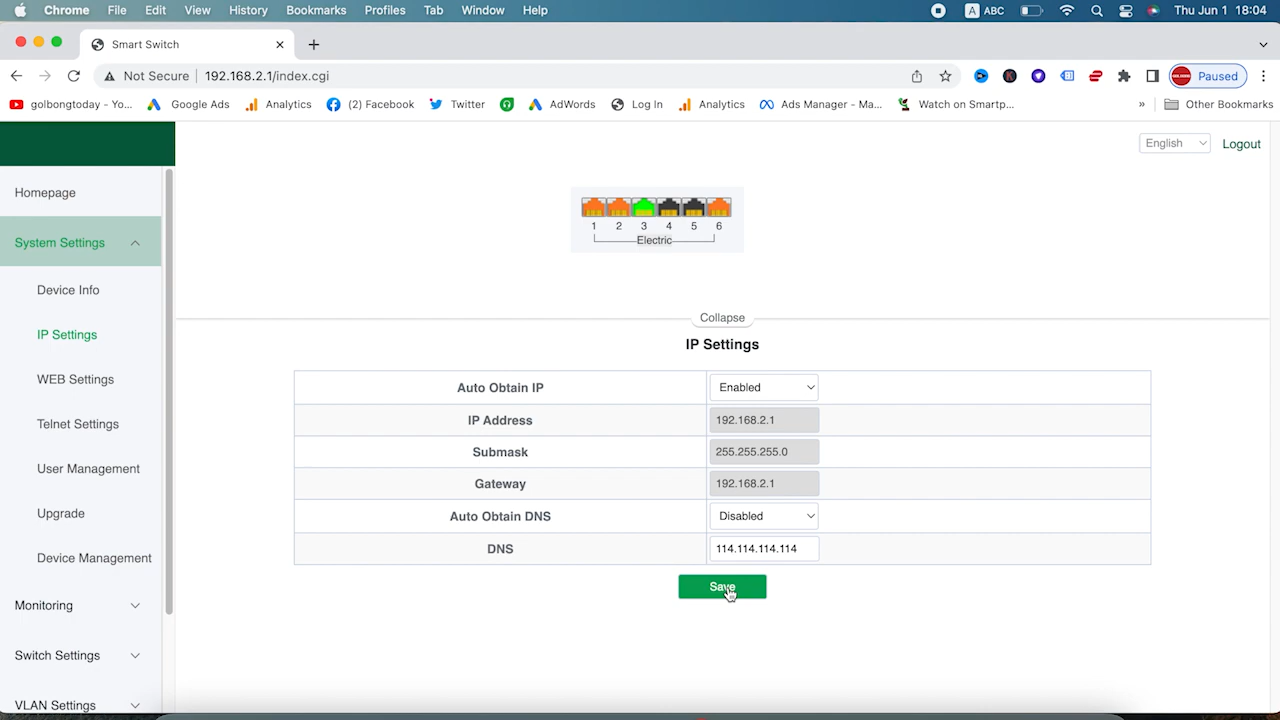 Chrome File Edit View History Bookmarks Profiles Tab Window Help A ABC Thu Jun 1 18:04
Smart Switch
Not Secure 192.168.2.1/index.cgi Paused
golbongtoday - Yo... Google Ads Analytics (2) Facebook Twitter AdWords Log In Analytics Ads Manager - Ma... Watch on Smartp... » Other Bookmarks
English Logout
Homepage
System Settings
Device Info
IP Settings
WEB Settings
Telnet Settings
User Management
Upgrade
Device Management
Monitoring
Switch Settings
VLAN Settings
1 2 3 4 5 6
Electric
Collapse
IP Settings
Auto Obtain IP Enabled
IP Address 192.168.2.1
Submask 255.255.255.0
Gateway 192.168.2.1
Auto Obtain DNS Disabled
DNS 114.114.114.114
Save